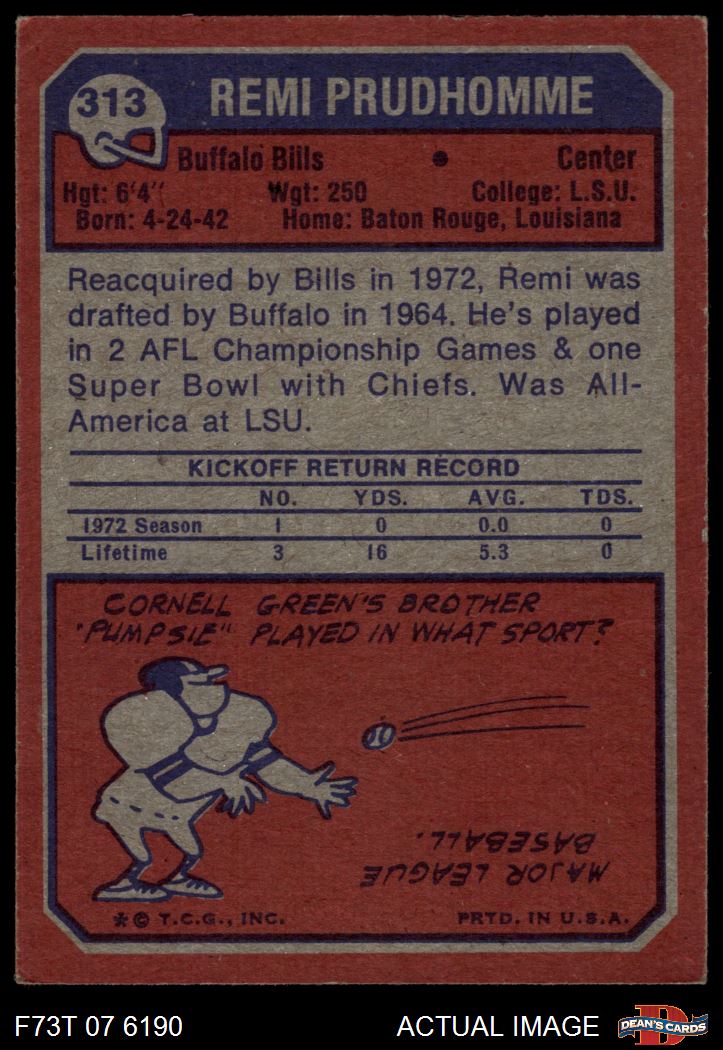 313 REMI PRUDHOMME
Buffalo Bills • Center
Hgt: 6'4" Wgt: 250 College: L.S.U.
Born: 4-24-42 Home: Baton Rouge, Louisiana
Reacquired by Bills in 1972, Remi was
drafted by Buffalo in 1964. He's played
in 2 AFL Championship Games & one
Super Bowl with Chiefs. Was All-
America at LSU.
KICKOFF RETURN RECORD
NO. YDS. AVG. TDS.
1972 Season 1 0 0.0 0
Lifetime 3 16 5.3 0
CORNELL GREEN'S BROTHER
"PUMPSIE" PLAYED IN WHAT SPORT?
MAJOR LEAGUE
BASEBALL.
* © T.C.G., INC. PRTD. IN U.S.A.
F73T 07 6190 ACTUAL IMAGE D DEAN'S CARDS